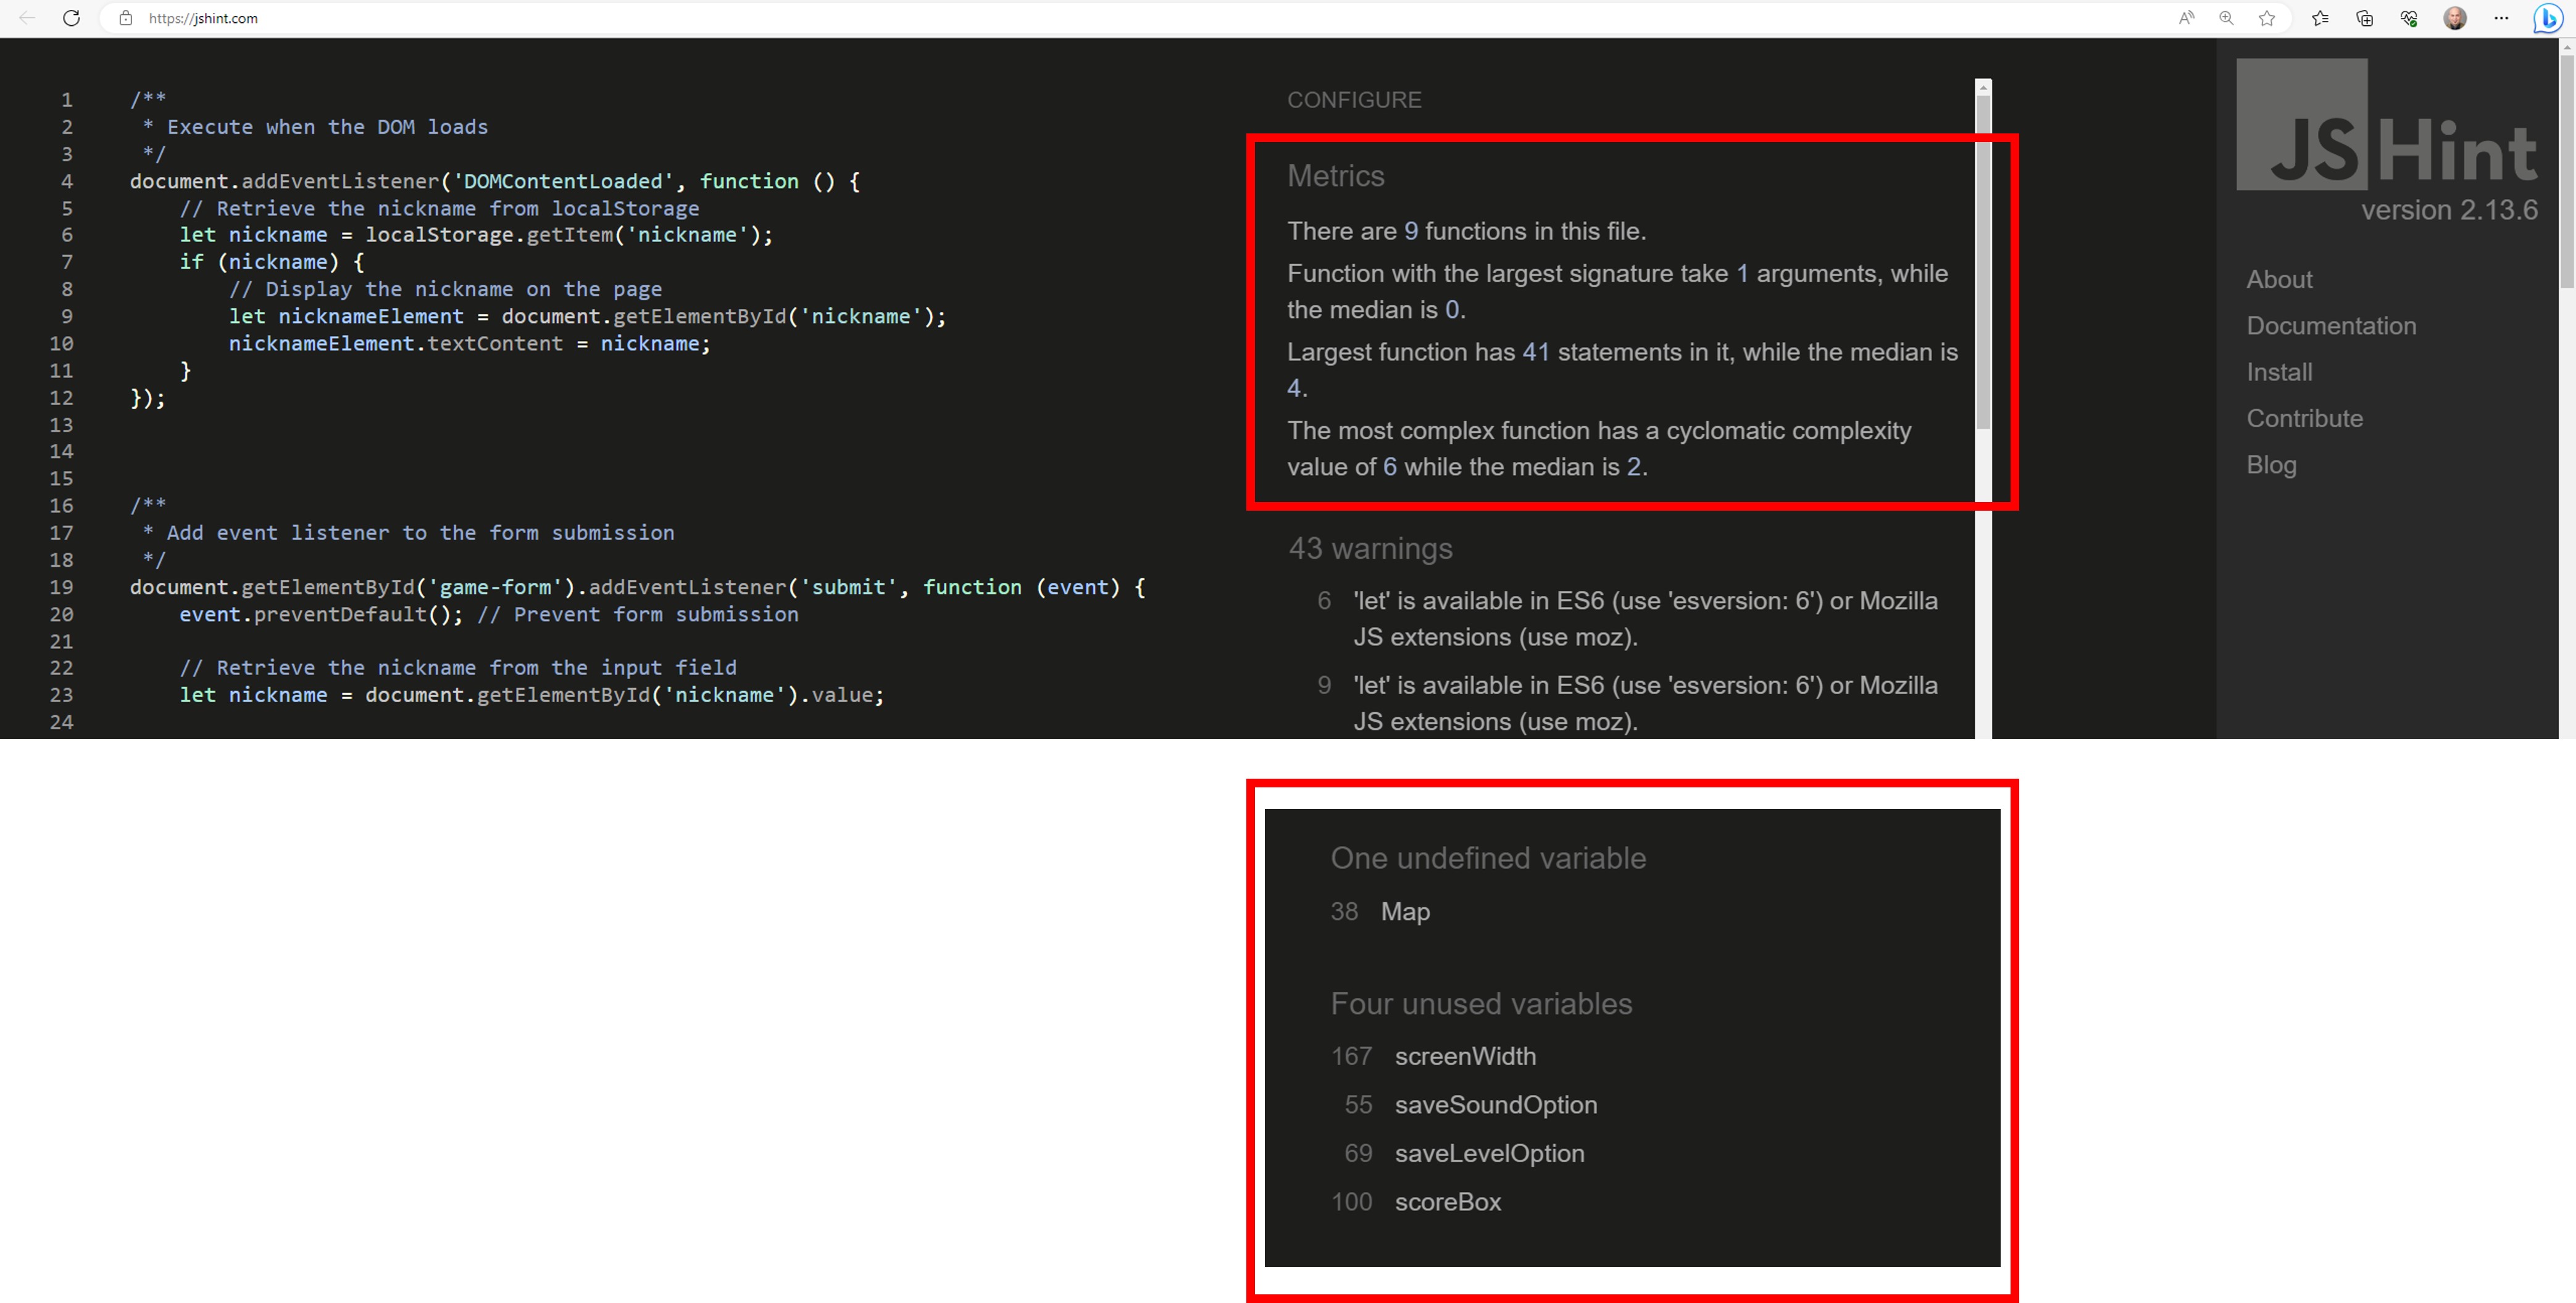 https://jshint.com
1 /**
2  * Execute when the DOM loads
3  */
4 document.addEventListener('DOMContentLoaded', function () {
5     // Retrieve the nickname from localStorage
6     let nickname = localStorage.getItem('nickname');
7     if (nickname) {
8         // Display the nickname on the page
9         let nicknameElement = document.getElementById('nickname');
10         nicknameElement.textContent = nickname;
11     }
12 });
13
14
15
16 /**
17  * Add event listener to the form submission
18  */
19 document.getElementById('game-form').addEventListener('submit', function (event) {
20     event.preventDefault(); // Prevent form submission
21
22     // Retrieve the nickname from the input field
23     let nickname = document.getElementById('nickname').value;
24
CONFIGURE
Metrics
There are 9 functions in this file.
Function with the largest signature take 1 arguments, while
the median is 0.
Largest function has 41 statements in it, while the median is
4.
The most complex function has a cyclomatic complexity
value of 6 while the median is 2.
43 warnings
6 'let' is available in ES6 (use 'esversion: 6') or Mozilla
JS extensions (use moz).
9 'let' is available in ES6 (use 'esversion: 6') or Mozilla
JS extensions (use moz).
JSHint
version 2.13.6
About
Documentation
Install
Contribute
Blog
One undefined variable
38 Map
Four unused variables
167 screenWidth
55 saveSoundOption
69 saveLevelOption
100 scoreBox